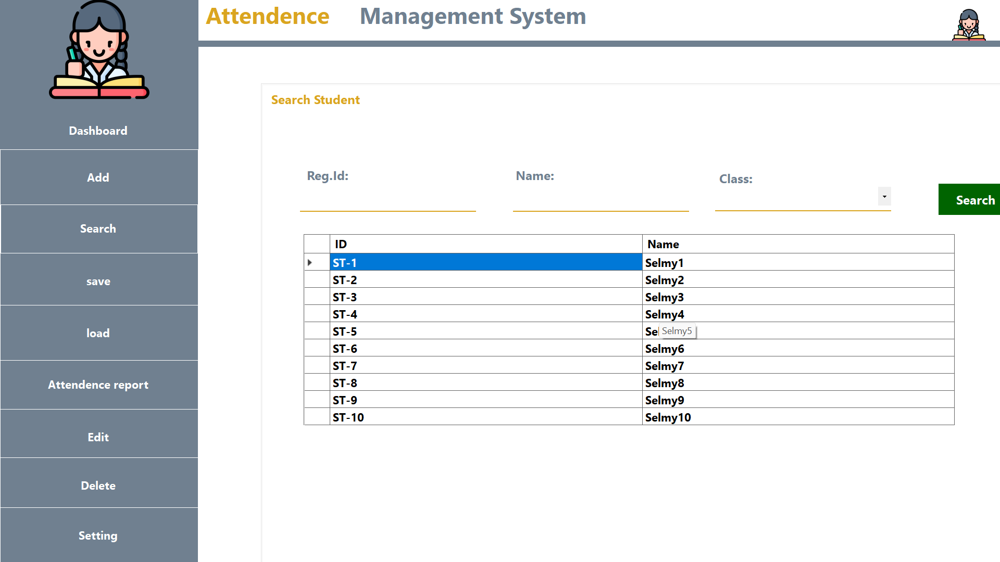 Attendence Management System
Dashboard
Add
Search
save
load
Attendence report
Edit
Delete
Setting
Search Student
Reg.Id: Name: Class:
Search
ID Name
ST-1 Selmy1
ST-2 Selmy2
ST-3 Selmy3
ST-4 Selmy4
ST-5 Sel Selmy5
ST-6 Selmy6
ST-7 Selmy7
ST-8 Selmy8
ST-9 Selmy9
ST-10 Selmy10